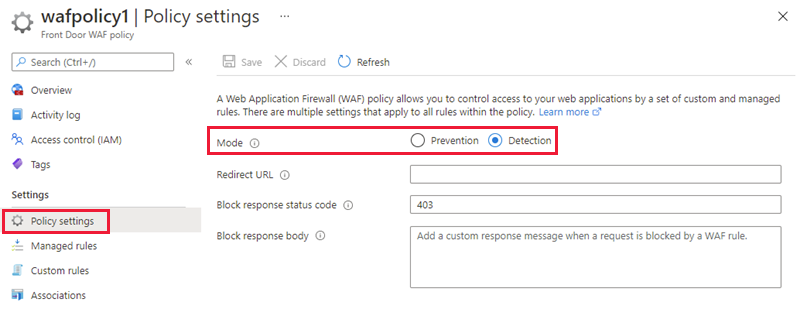 wafpolicy1 | Policy settings ...
Front Door WAF policy
Search (Ctrl+/)
Overview
Activity log
Access control (IAM)
Tags
Settings
Policy settings
Managed rules
Custom rules
Associations
Save Discard Refresh
A Web Application Firewall (WAF) policy allows you to control access to your web applications by a set of custom and managed
rules. There are multiple settings that apply to all rules within the policy. Learn more
Mode Prevention Detection
Redirect URL
Block response status code 403
Block response body Add a custom response message when a request is blocked by a WAF rule.